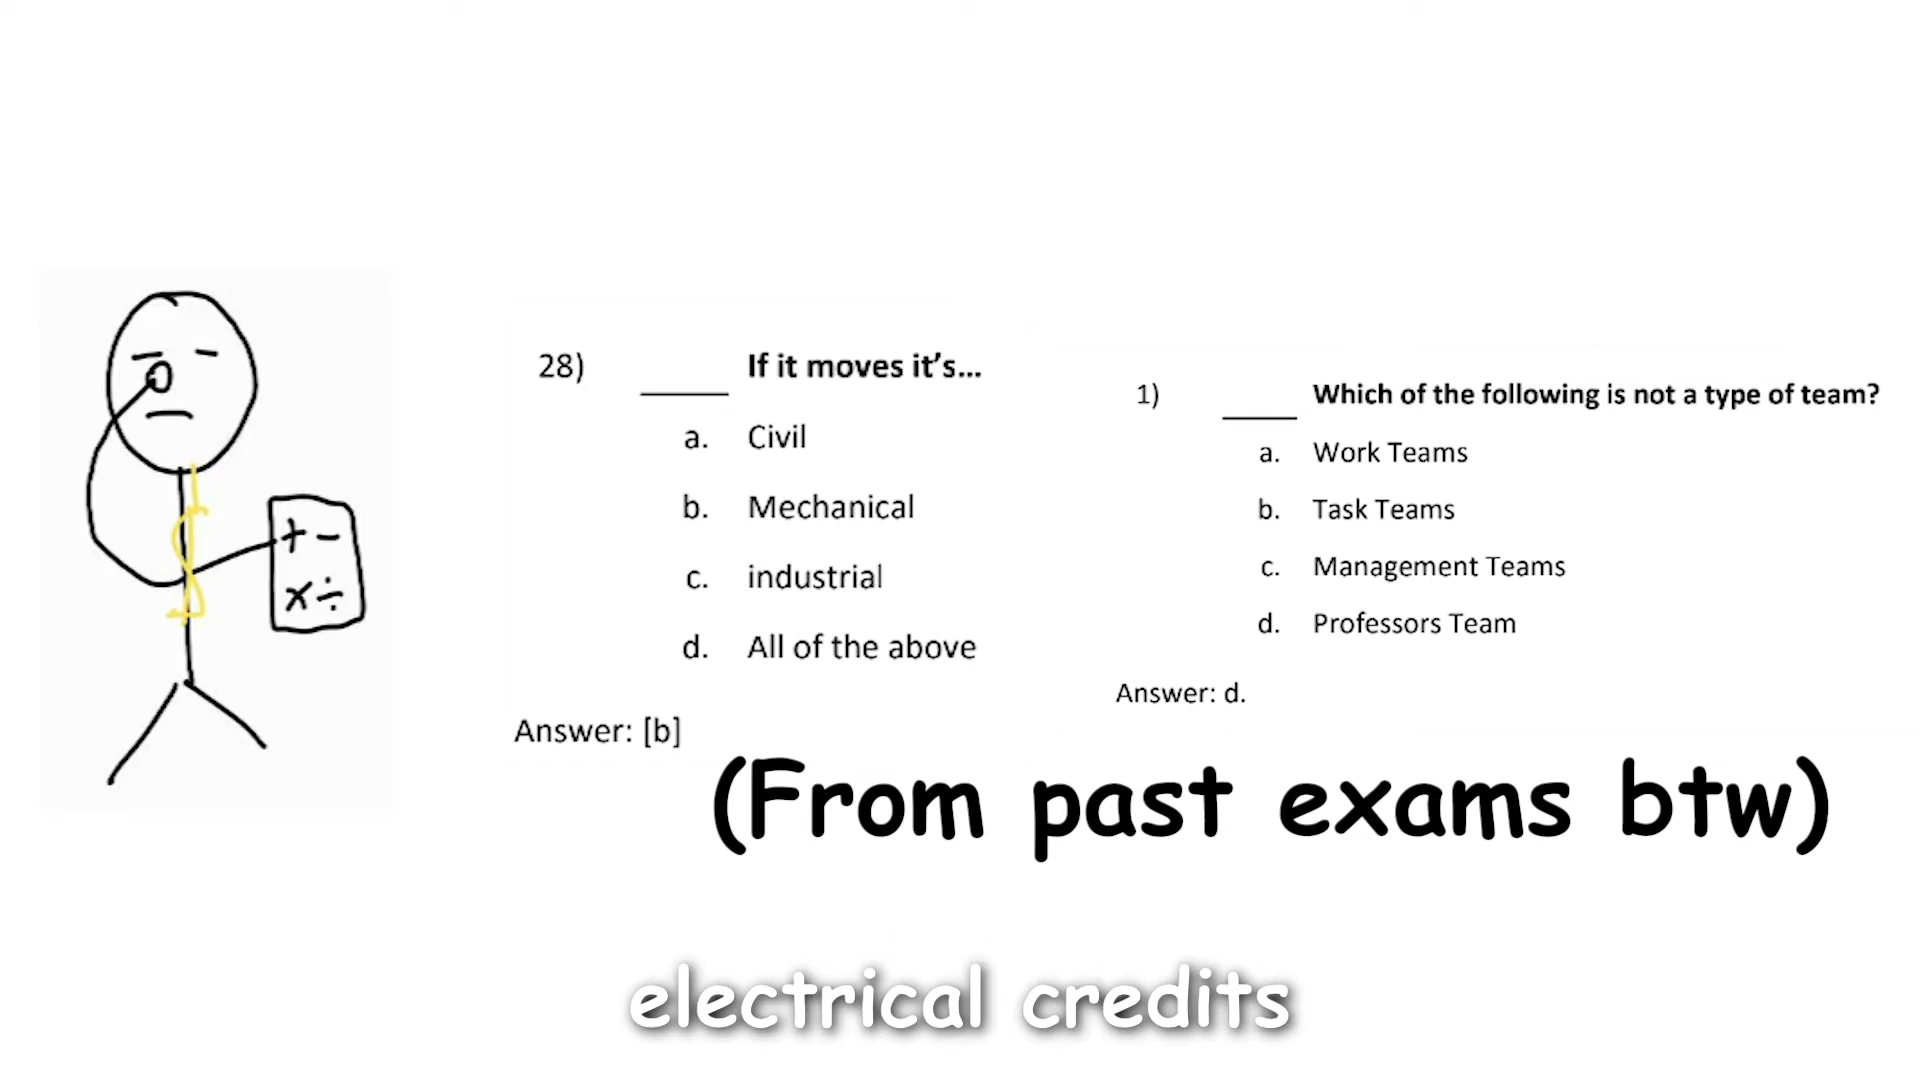 + -
x ÷
28) ____ If it moves it's...
a. Civil
b. Mechanical
c. industrial
d. All of the above
Answer: [b]
1) ____ Which of the following is not a type of team?
a. Work Teams
b. Task Teams
c. Management Teams
d. Professors Team
Answer: d.
(From past exams btw)
electrical credits